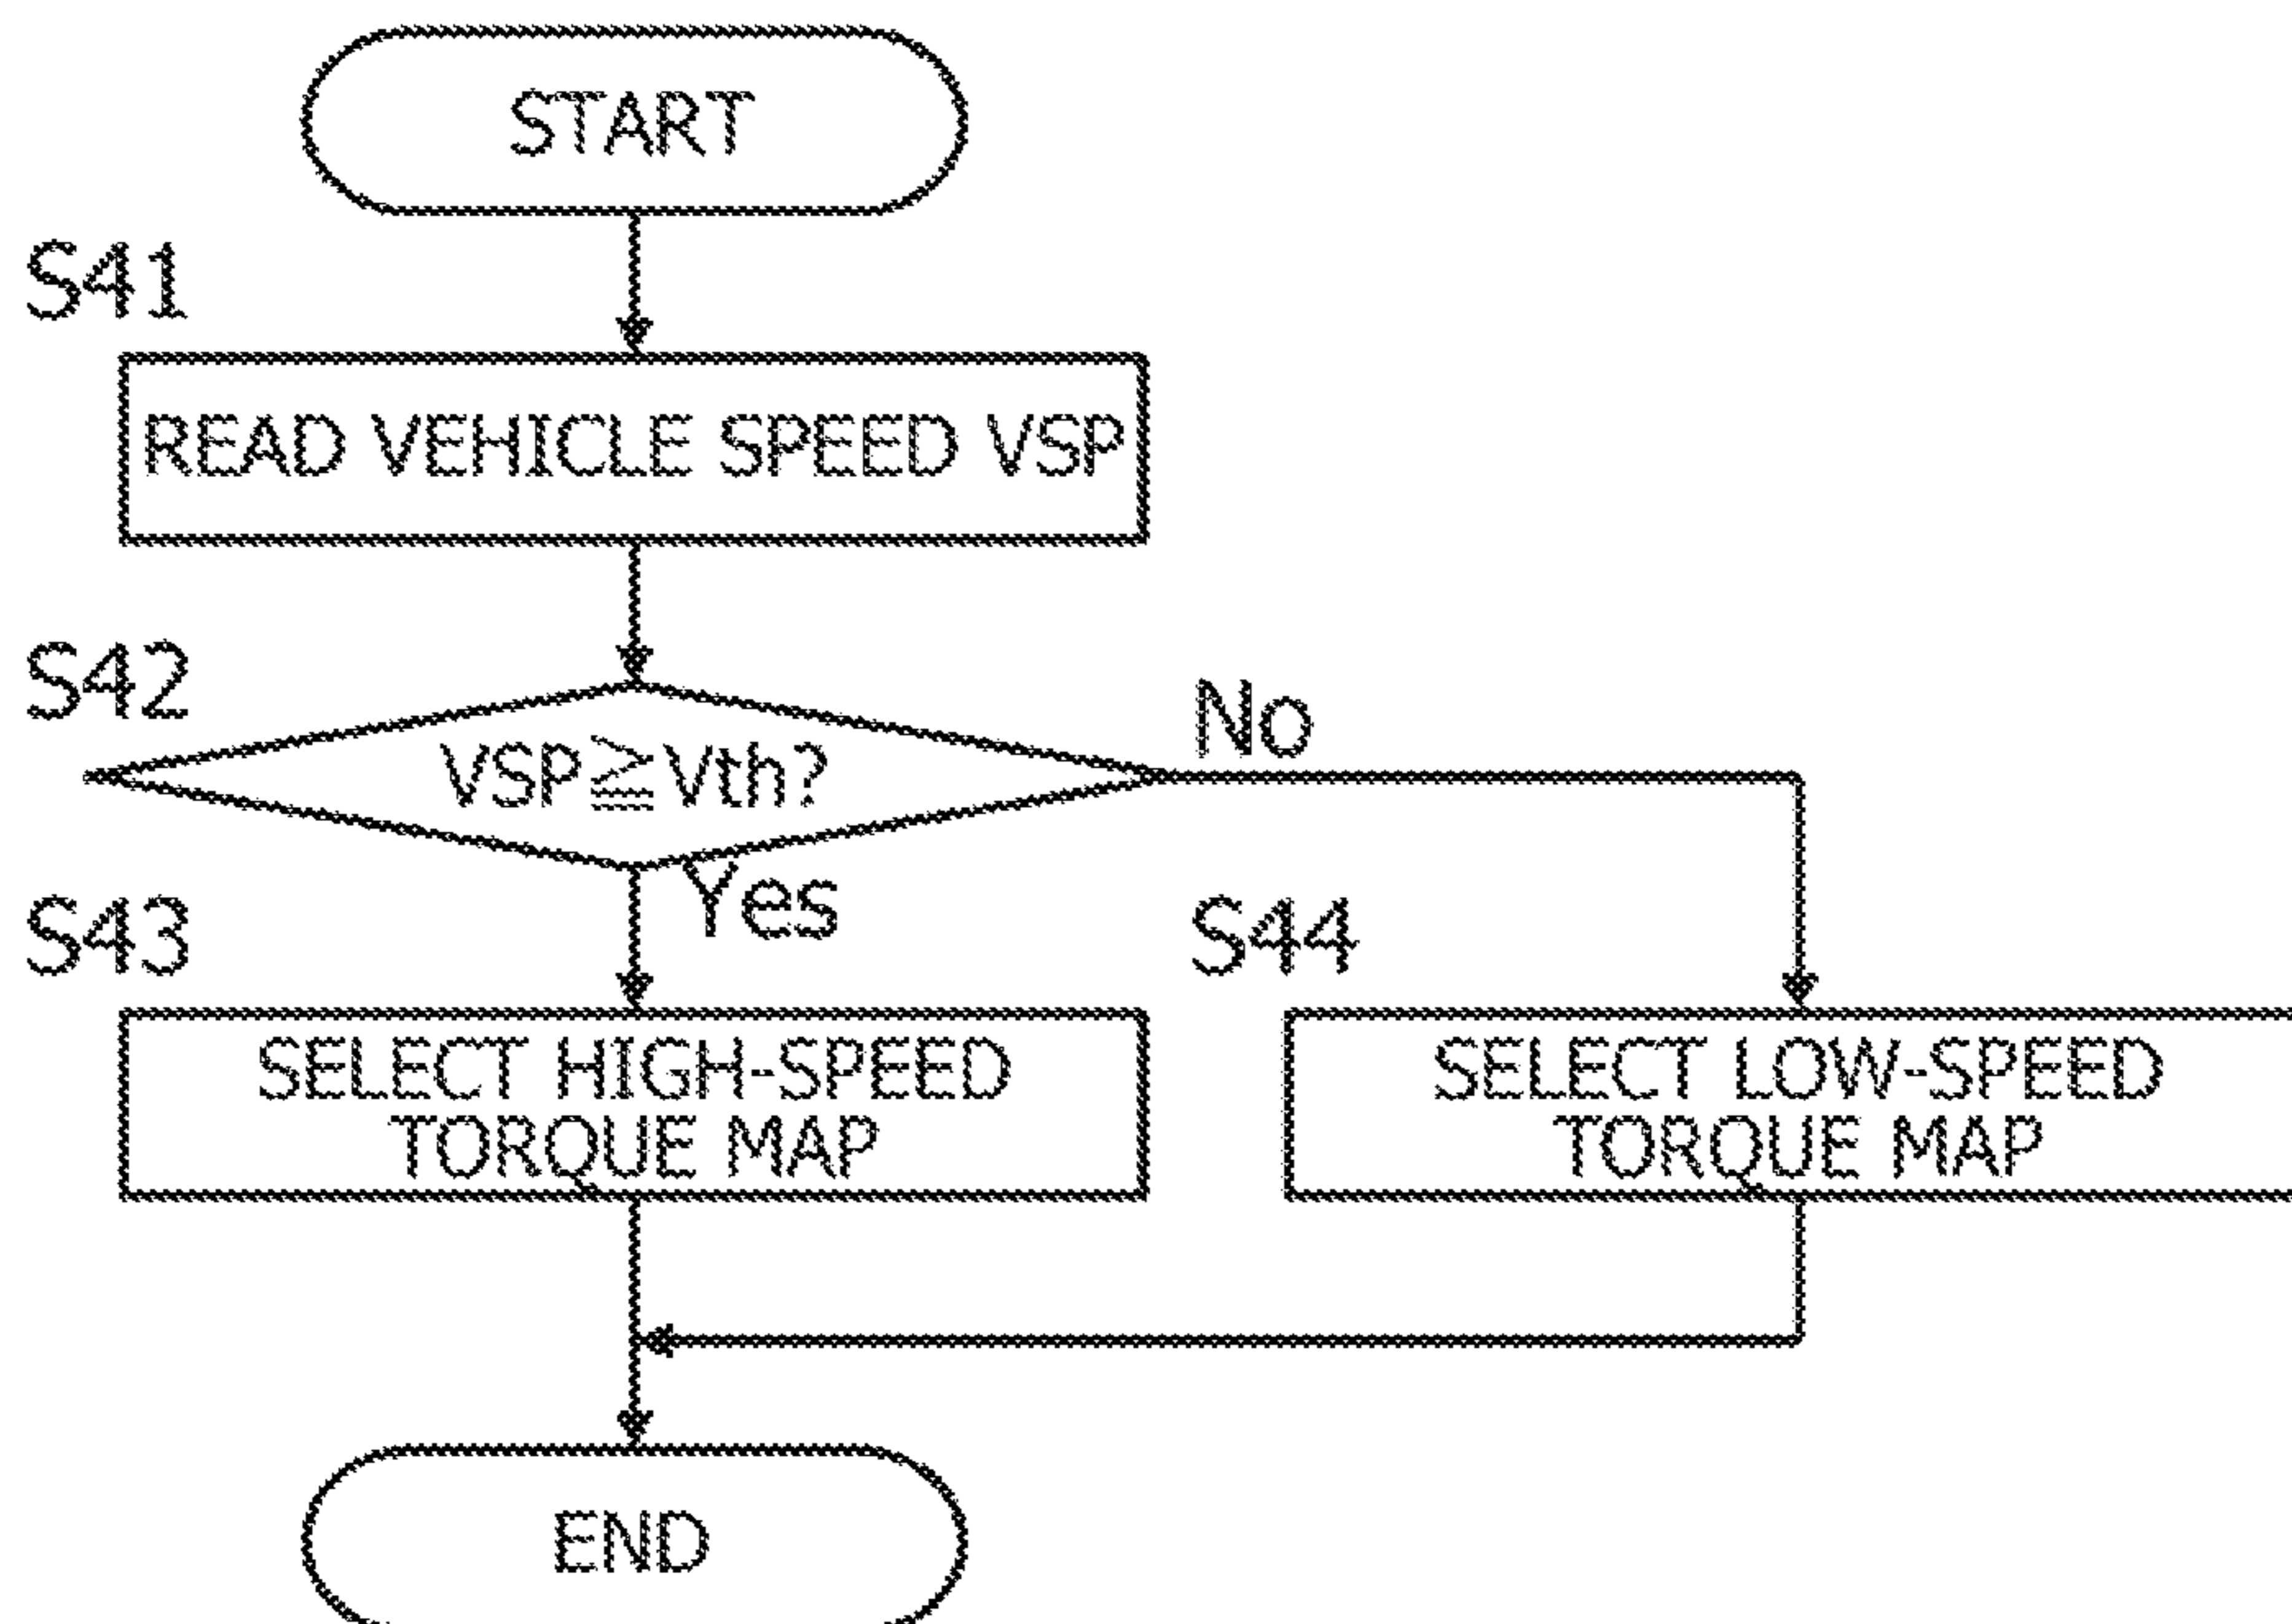 START
S41
READ VEHICLE SPEED VSP
S42
VSP≧Vth?
No
Yes
S43
S44
SELECT HIGH-SPEED
TORQUE MAP
SELECT LOW-SPEED
TORQUE MAP
END